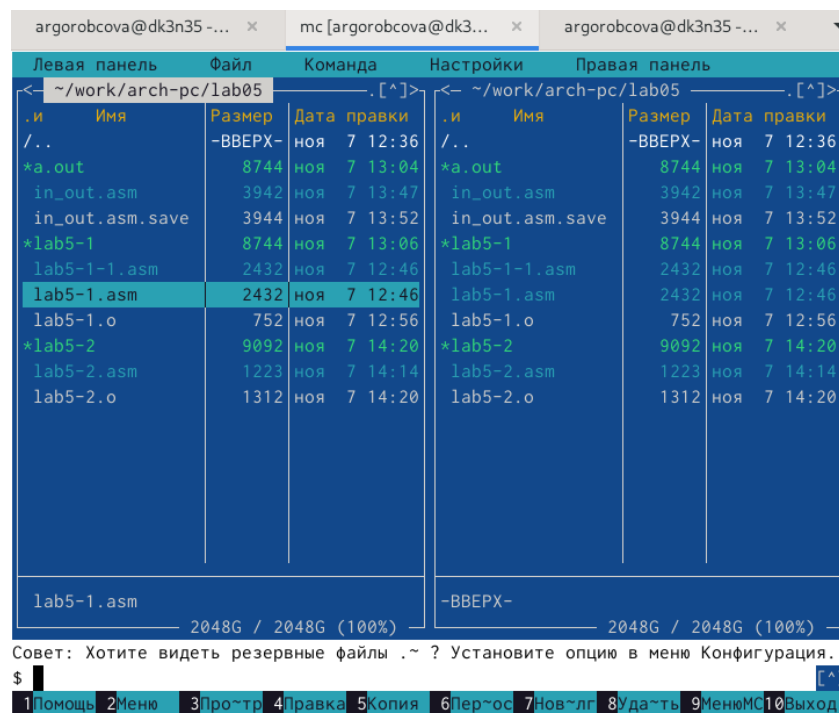 argorobcova@dk3n35 -... × mc [argorobcova@dk3... × argorobcova@dk3n35 -... ×
Левая панель Файл Команда Настройки Правая панель
<— ~/work/arch-pc/lab05 .[^]> <— ~/work/arch-pc/lab05 .[^]>
.и Имя Размер Дата правки .и Имя Размер Дата правки
/.. -ВВЕРХ- ноя 7 12:36 /.. -ВВЕРХ- ноя 7 12:36
*a.out 8744 ноя 7 13:04 *a.out 8744 ноя 7 13:04
in_out.asm 3942 ноя 7 13:47 in_out.asm 3942 ноя 7 13:47
in_out.asm.save 3944 ноя 7 13:52 in_out.asm.save 3944 ноя 7 13:52
*lab5-1 8744 ноя 7 13:06 *lab5-1 8744 ноя 7 13:06
lab5-1-1.asm 2432 ноя 7 12:46 lab5-1-1.asm 2432 ноя 7 12:46
lab5-1.asm 2432 ноя 7 12:46 lab5-1.asm 2432 ноя 7 12:46
lab5-1.o 752 ноя 7 12:56 lab5-1.o 752 ноя 7 12:56
*lab5-2 9092 ноя 7 14:20 *lab5-2 9092 ноя 7 14:20
lab5-2.asm 1223 ноя 7 14:14 lab5-2.asm 1223 ноя 7 14:14
lab5-2.o 1312 ноя 7 14:20 lab5-2.o 1312 ноя 7 14:20
lab5-1.asm -ВВЕРХ-
2048G / 2048G (100%) 2048G / 2048G (100%)
Совет: Хотите видеть резервные файлы .~ ? Установите опцию в меню Конфигурация.
$ [^
1Помощь 2Меню 3Про~тр 4Правка 5Копия 6Пер~ос 7Нов~лг 8Уда~ть 9МенюMC 10Выход